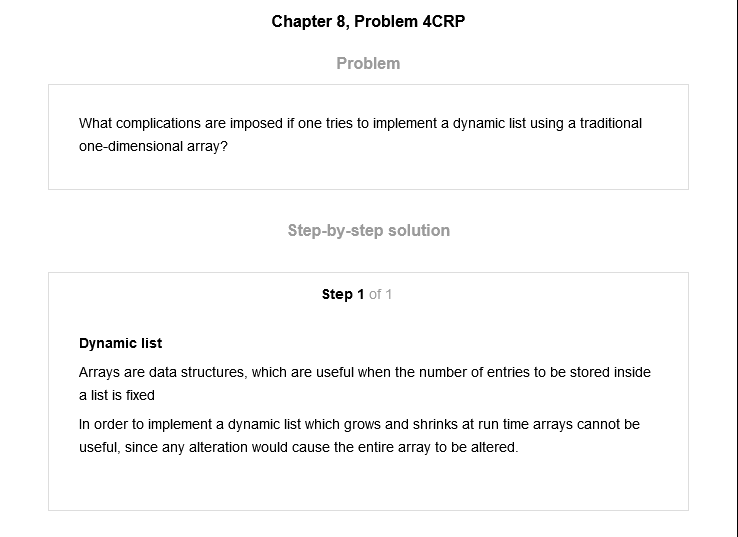 Chapter 8, Problem 4CRP
Problem
What complications are imposed if one tries to implement a dynamic list using a traditional
one-dimensional array?
Step-by-step solution
Step 1 of 1
Dynamic list
Arrays are data structures, which are useful when the number of entries to be stored inside
a list is fixed
In order to implement a dynamic list which grows and shrinks at run time arrays cannot be
useful, since any alteration would cause the entire array to be altered.